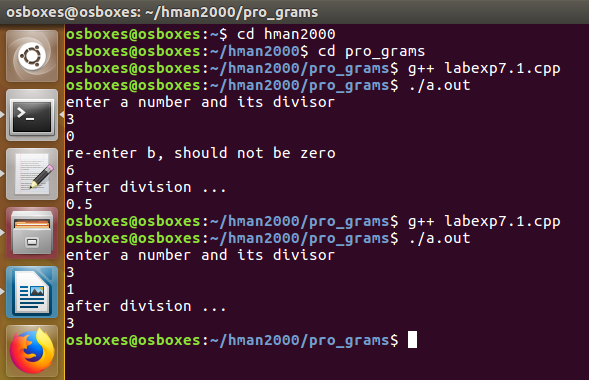 osboxes@osboxes: ~/hman2000/pro_grams
osboxes@osboxes:~$ cd hman2000
osboxes@osboxes:~/hman2000$ cd pro_grams
osboxes@osboxes:~/hman2000/pro_grams$ g++ labexp7.1.cpp
osboxes@osboxes:~/hman2000/pro_grams$ ./a.out
enter a number and its divisor
3
0
re-enter b, should not be zero
6
after division ...
0.5
osboxes@osboxes:~/hman2000/pro_grams$ g++ labexp7.1.cpp
osboxes@osboxes:~/hman2000/pro_grams$ ./a.out
enter a number and its divisor
3
1
after division ...
3
osboxes@osboxes:~/hman2000/pro_grams$